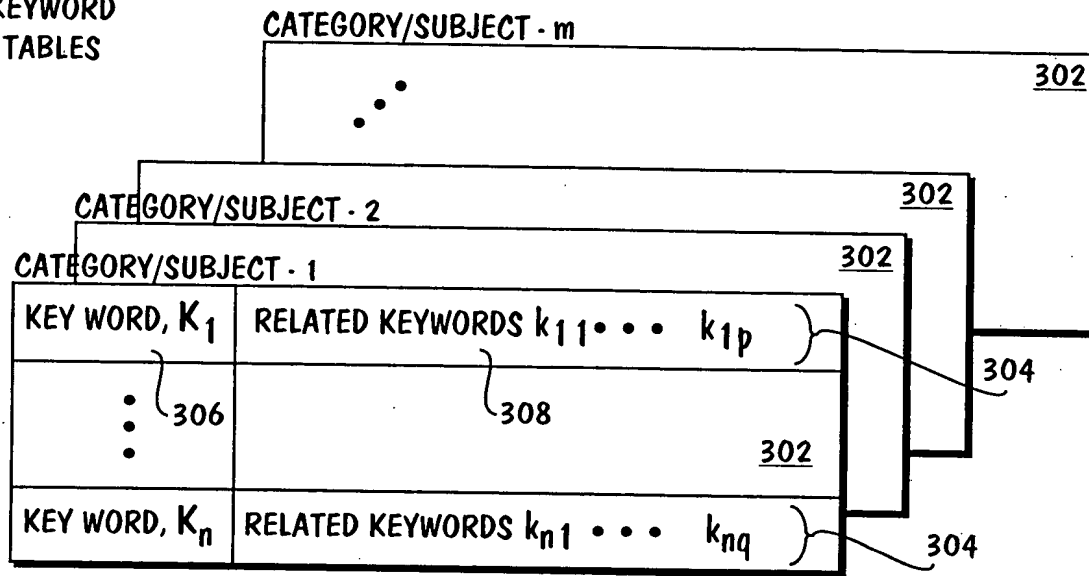 KEYWORD
TABLES
CATEGORY/SUBJECT - m
302
302
CATEGORY/SUBJECT - 2
302
CATEGORY/SUBJECT - 1
KEY WORD, K1 RELATED KEYWORDS k11 • • • k1p
304
306 308
302
KEY WORD, Kn RELATED KEYWORDS kn1 • • • knq
304